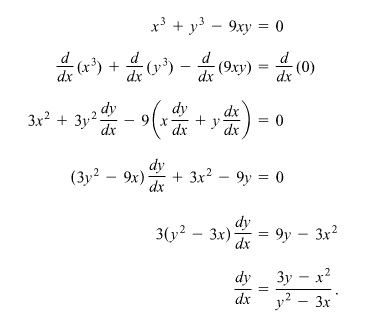 x³ + y³ − 9xy = 0
d/dx (x³) + d/dx (y³) − d/dx (9xy) = d/dx (0)
3x² + 3y² dy/dx − 9(x dy/dx + y dx/dx) = 0
(3y² − 9x) dy/dx + 3x² − 9y = 0
3(y² − 3x) dy/dx = 9y − 3x²
dy/dx = (3y − x²)/(y² − 3x).